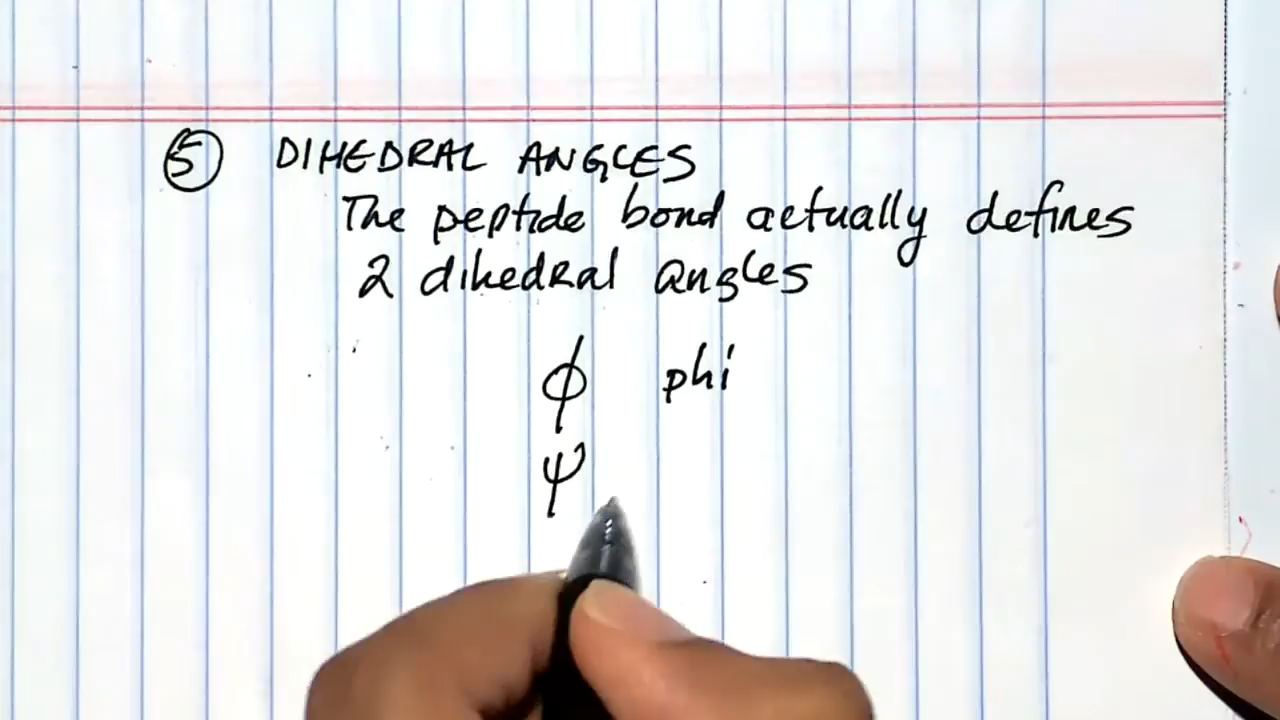 ⑤ DIHEDRAL ANGLES
The peptide bond actually defines
2 dihedral angles
ϕ phi
ψ